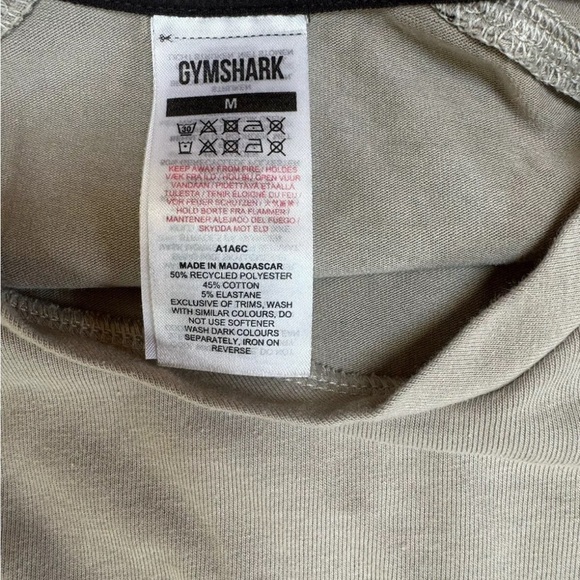 GYMSHARK
M
30
KEEP AWAY FROM FIRE / HOLDES
VÆK FRA ILD / HOU BIJ OPEN VUUR
VANDAAN / PIDETTÄVÄ ETÄÄLLÄ
TULESTA / TENIR ÉLOIGNÉ DU FEU
VOR FEUER SCHÜTZEN /
HOLD BORTE FRA FLAMMER /
MANTENER ALEJADO DEL FUEGO /
SKYDDA MOT ELD
A1A6C
MADE IN MADAGASCAR
50% RECYCLED POLYESTER
45% COTTON
5% ELASTANE
EXCLUSIVE OF TRIMS, WASH
WITH SIMILAR COLOURS, DO
NOT USE SOFTENER
WASH DARK COLOURS
SEPARATELY, IRON ON
REVERSE